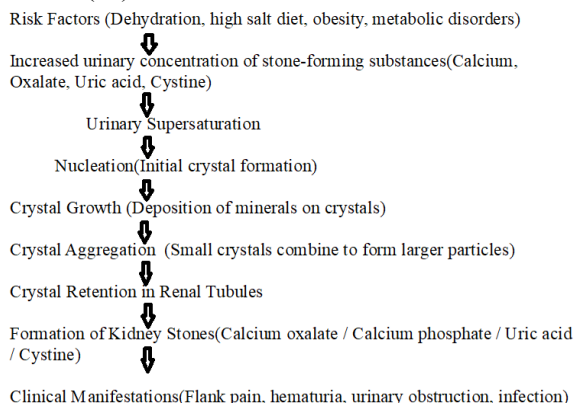 Risk Factors (Dehydration, high salt diet, obesity, metabolic disorders)
Increased urinary concentration of stone-forming substances(Calcium,
Oxalate, Uric acid, Cystine)
Urinary Supersaturation
Nucleation(Initial crystal formation)
Crystal Growth (Deposition of minerals on crystals)
Crystal Aggregation (Small crystals combine to form larger particles)
Crystal Retention in Renal Tubules
Formation of Kidney Stones(Calcium oxalate / Calcium phosphate / Uric acid
/ Cystine)
Clinical Manifestations(Flank pain, hematuria, urinary obstruction, infection)